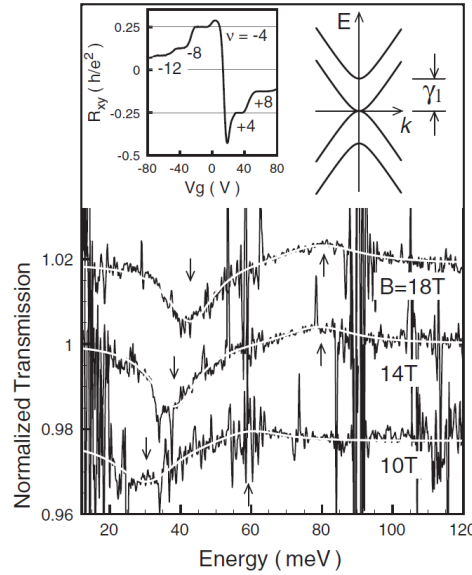 0.25
0
-0.25
-0.5
R_xy (h/e²)
-80 -40 0 40 80
Vg (V)
ν = -4
-8
-12
+4
+8
E
γ₁
k
1.02
1
0.98
0.96
Normalized Transmission
B=18T
14T
10T
20 40 60 80 100 120
Energy (meV)